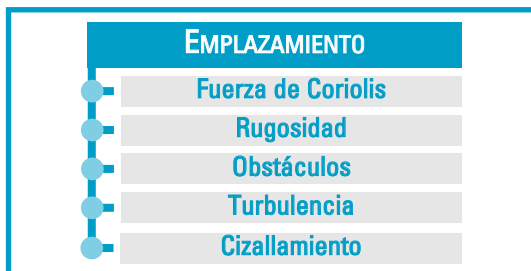 EMPLAZAMIENTO
Fuerza de Coriolis
Rugosidad
Obstáculos
Turbulencia
Cizallamiento